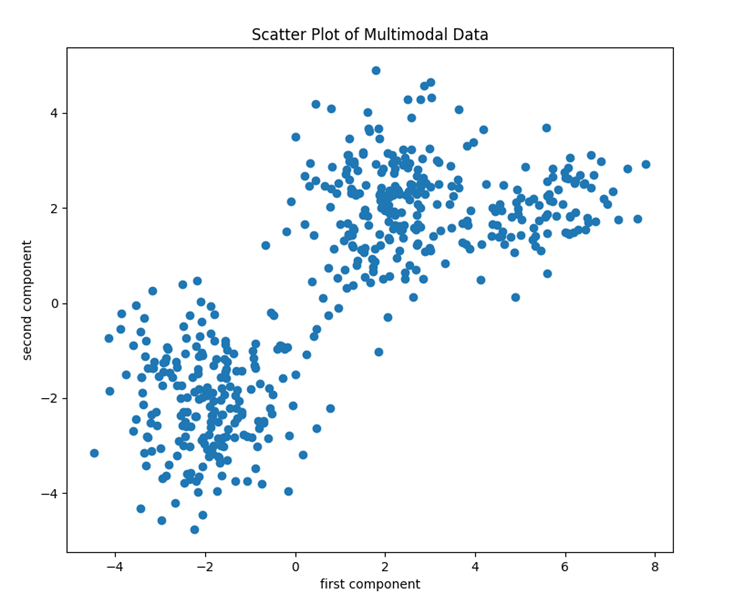 Scatter Plot of Multimodal Data
4
2
0
−2
−4
second component
−4 −2 0 2 4 6 8
first component